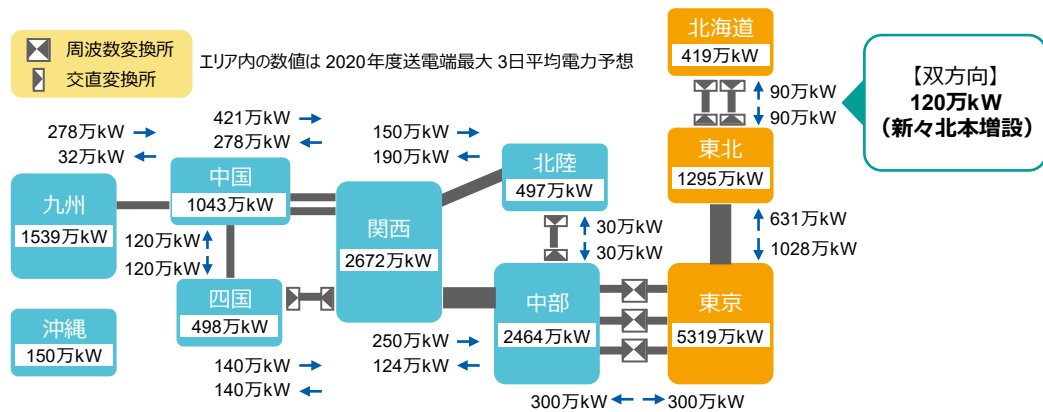 周波数変換所
交直変換所
エリア内の数値は 2020年度送電端最大 3日平均電力予想
北海道
419万kW
90万kW
90万kW
【双方向】
120万kW
(新々北本増設)
278万kW →
32万kW ←
421万kW →
278万kW ←
150万kW →
190万kW ←
九州
1539万kW
中国
1043万kW
関西
2672万kW
北陸
497万kW
東北
1295万kW
120万kW
120万kW
30万kW
30万kW
631万kW
1028万kW
四国
498万kW
中部
2464万kW
東京
5319万kW
沖縄
150万kW
140万kW →
140万kW ←
250万kW →
124万kW ←
300万kW ← → 300万kW